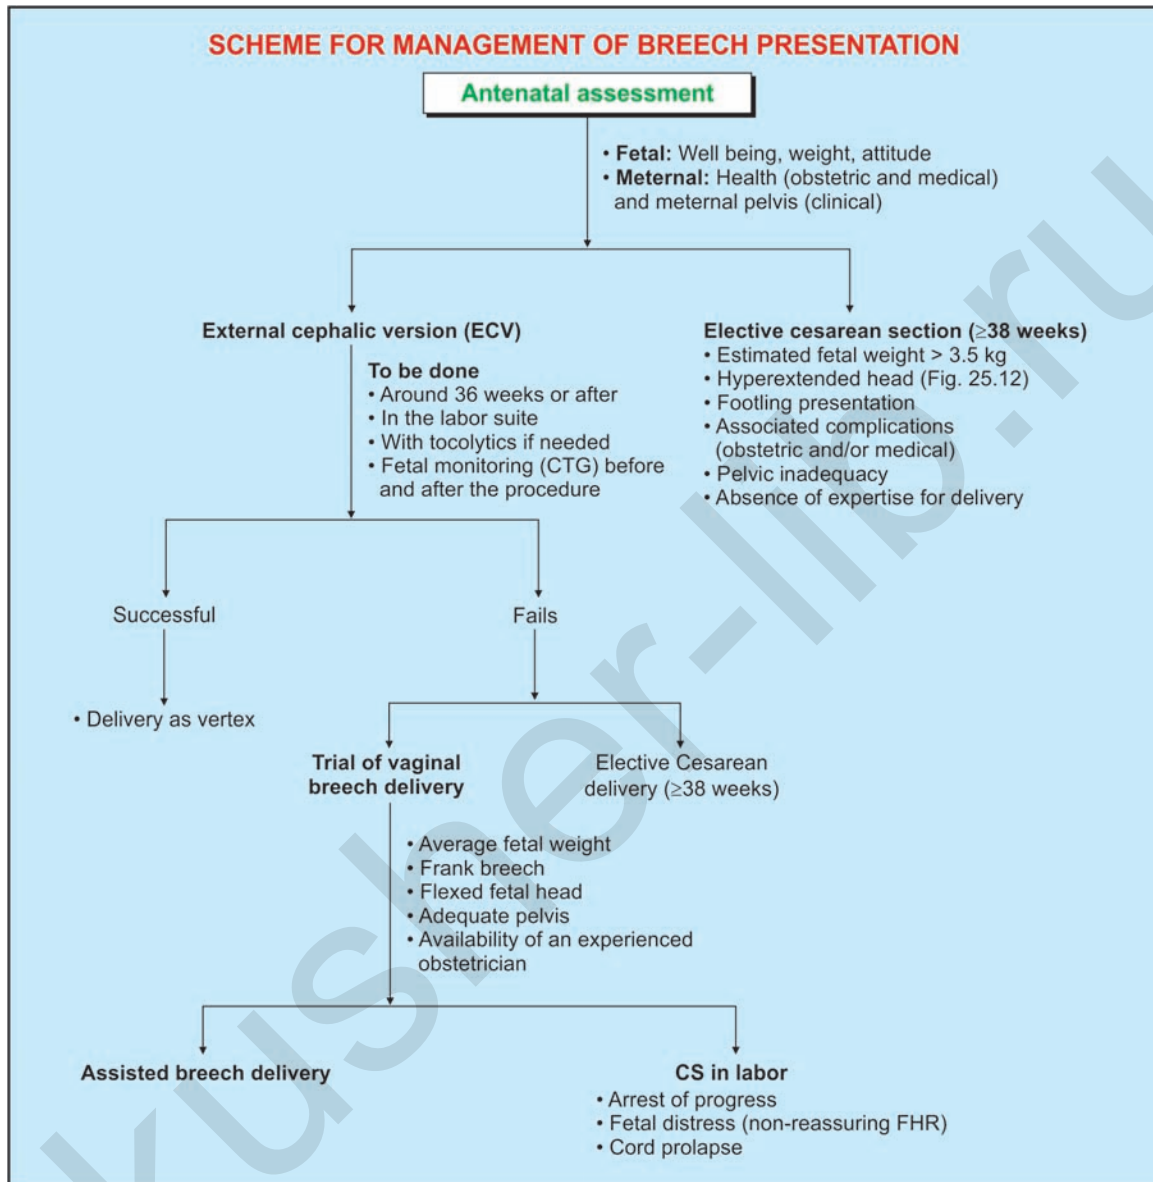 SCHEME FOR MANAGEMENT OF BREECH PRESENTATION
Antenatal assessment
• Fetal: Well being, weight, attitude
• Meternal: Health (obstetric and medical)
and meternal pelvis (clinical)
External cephalic version (ECV)
To be done
• Around 36 weeks or after
• In the labor suite
• With tocolytics if needed
• Fetal monitoring (CTG) before
and after the procedure
Elective cesarean section (≥38 weeks)
• Estimated fetal weight > 3.5 kg
• Hyperextended head (Fig. 25.12)
• Footling presentation
• Associated complications
(obstetric and/or medical)
• Pelvic inadequacy
• Absence of expertise for delivery
Successful
Fails
• Delivery as vertex
Trial of vaginal
breech delivery
Elective Cesarean
delivery (≥38 weeks)
• Average fetal weight
• Frank breech
• Flexed fetal head
• Adequate pelvis
• Availability of an experienced
obstetrician
Assisted breech delivery
CS in labor
• Arrest of progress
• Fetal distress (non-reassuring FHR)
• Cord prolapse
kusher-lib.ru